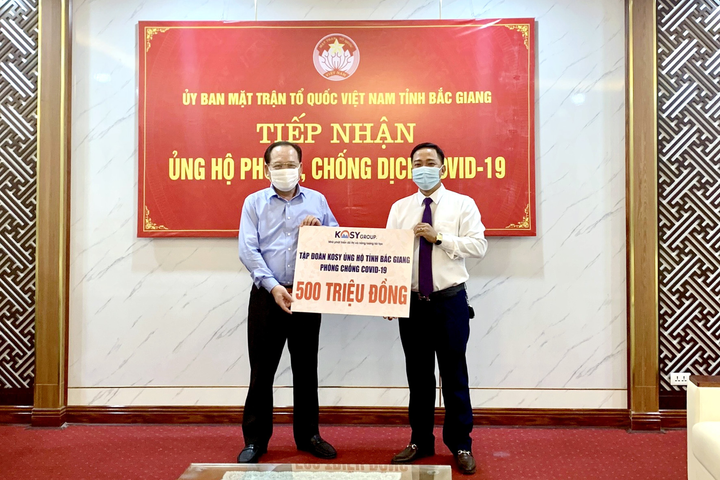 ỦY BAN MẶT TRẬN TỔ QUỐC VIỆT NAM TỈNH BẮC GIANG
TIẾP NHẬN
ỦNG HỘ PHÒNG, CHỐNG DỊCH COVID-19
KOSY GROUP
TẬP ĐOÀN KOSY ỦNG HỘ TỈNH BẮC GIANG
PHÒNG CHỐNG COVID-19
500 TRIỆU ĐỒNG